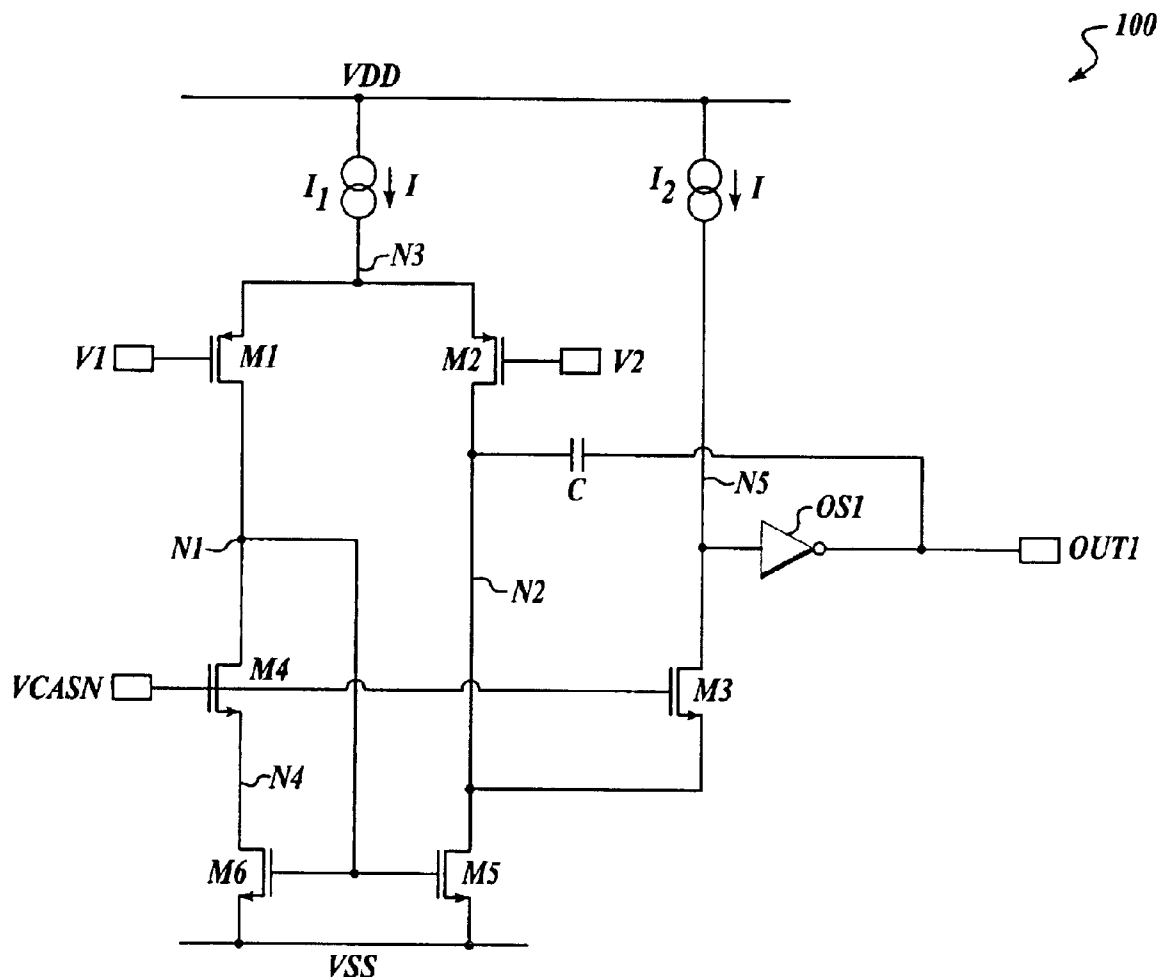 100
VDD
I1 I
I2 I
N3
V1 M1
M2 V2
C
N5
OS1
N1
OUT1
N2
M4
VCASN
M3
N4
M6
M5
VSS